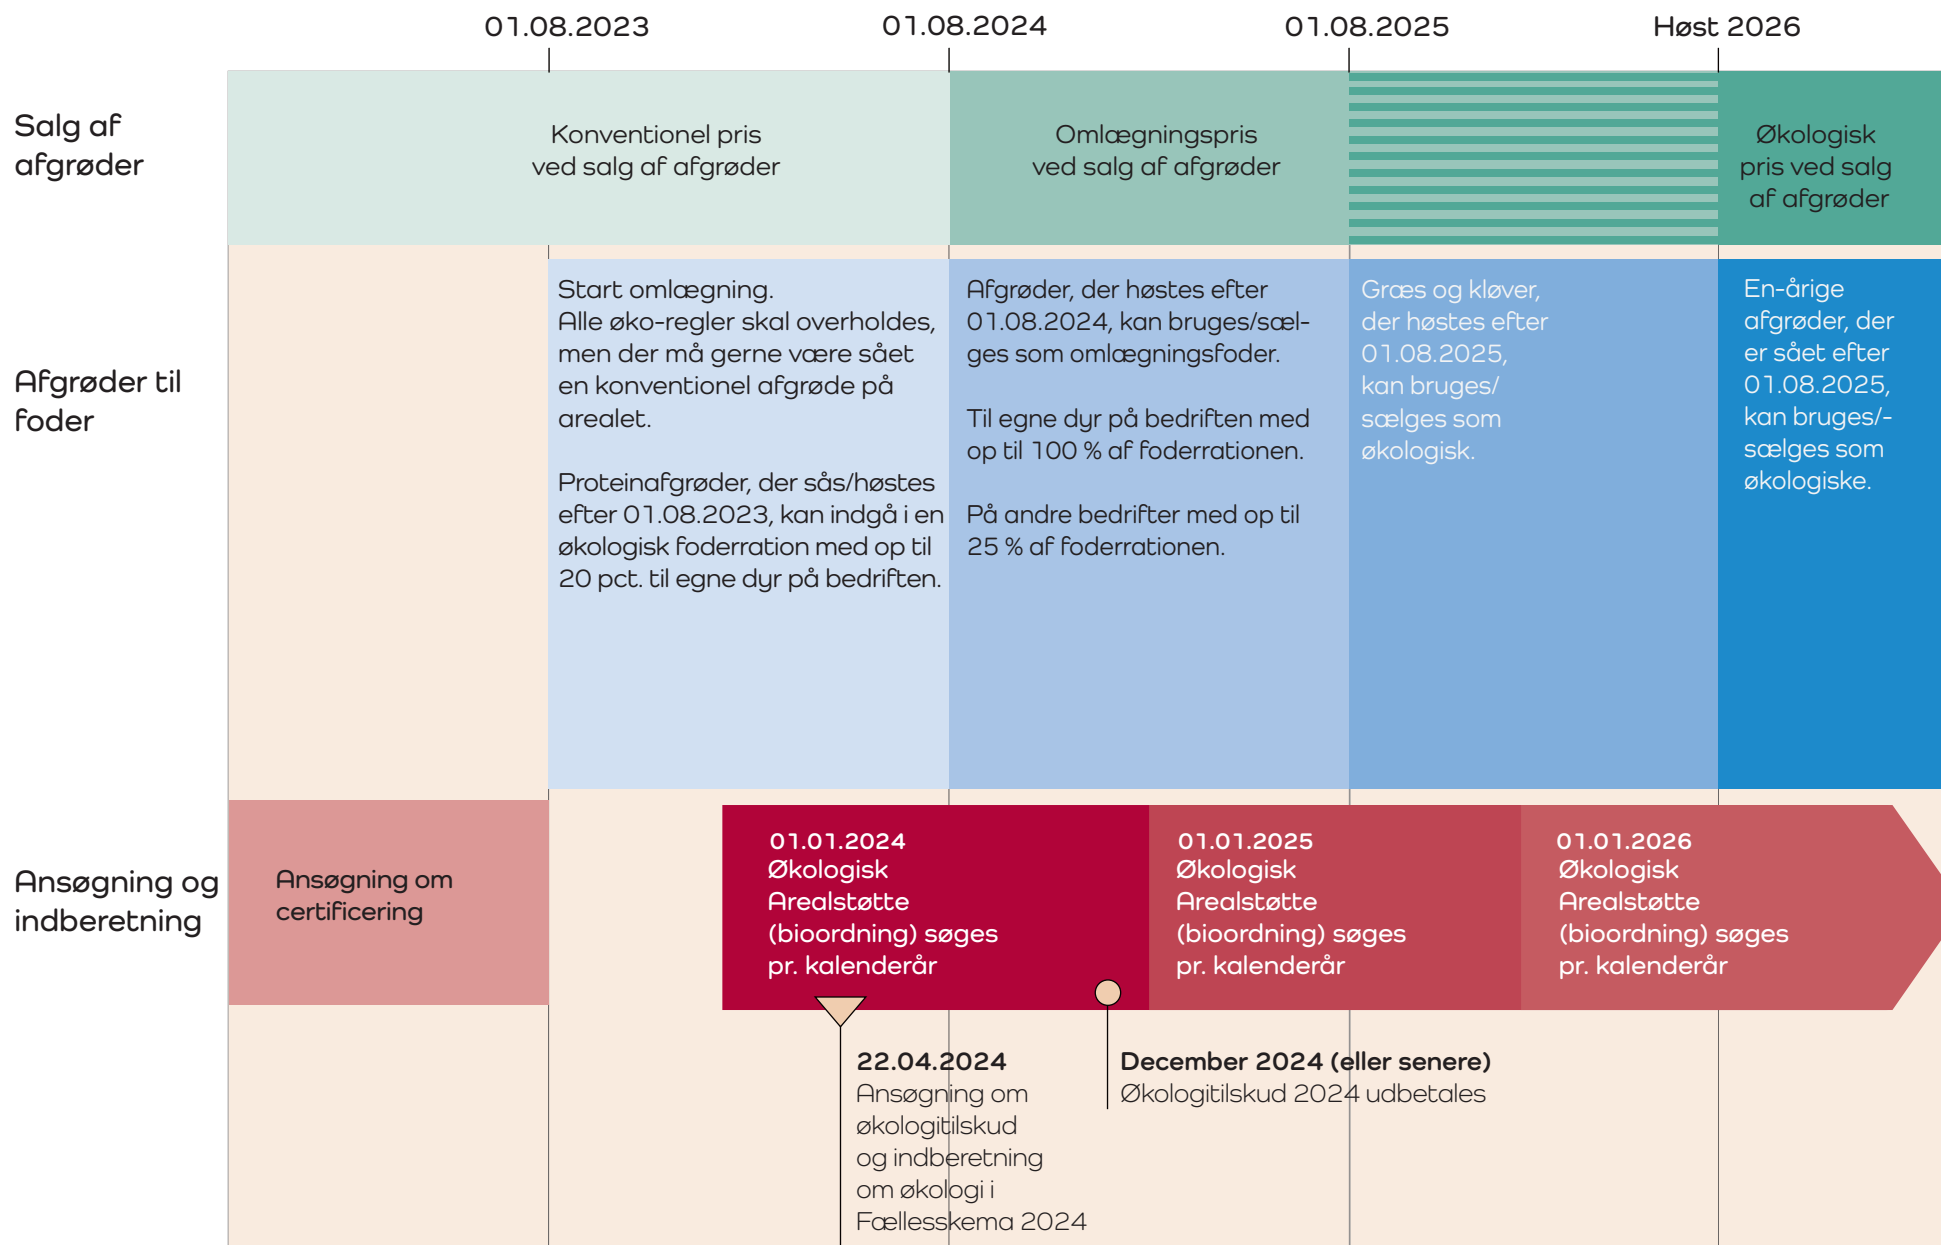 01.08.2023
01.08.2024
01.08.2025
Høst 2026
Salg af
afgrøder
Konventionel pris
ved salg af afgrøder
Omlægningspris
ved salg af afgrøder
Økologisk
pris ved salg
af afgrøder
Afgrøder til
foder
Start omlægning.
Alle øko-regler skal overholdes,
men der må gerne være sået
en konventionel afgrøde på
arealet.
Proteinafgrøder, der sås/høstes
efter 01.08.2023, kan indgå i en
økologisk foderration med op til
20 pct. til egne dyr på bedriften.
Afgrøder, der høstes efter
01.08.2024, kan bruges/sæl-
ges som omlægningsfoder.
Til egne dyr på bedriften med
op til 100 % af foderrationen.
På andre bedrifter med op til
25 % af foderrationen.
Græs og kløver,
der høstes efter
01.08.2025,
kan bruges/
sælges som
økologisk.
En-årige
afgrøder, der
er sået efter
01.08.2025,
kan bruges/-
sælges som
økologiske.
Ansøgning og
indberetning
Ansøgning om
certificering
01.01.2024
Økologisk
Arealstøtte
(bioordning) søges
pr. kalenderår
01.01.2025
Økologisk
Arealstøtte
(bioordning) søges
pr. kalenderår
01.01.2026
Økologisk
Arealstøtte
(bioordning) søges
pr. kalenderår
22.04.2024
Ansøgning om
økologitilskud
og indberetning
om økologi i
Fællesskema 2024
December 2024 (eller senere)
Økologitilskud 2024 udbetales